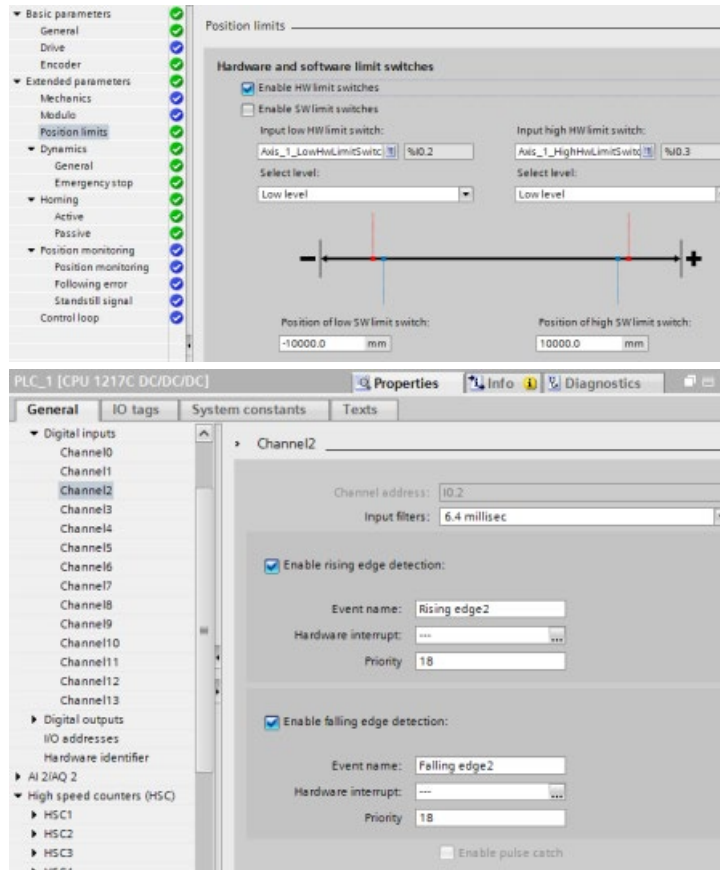 Basic parameters
General
Drive
Encoder
Extended parameters
Mechanics
Modulo
Position limits
Dynamics
General
Emergency stop
Homing
Active
Passive
Position monitoring
Position monitoring
Following error
Standstill signal
Control loop
Position limits
Hardware and software limit switches
Enable HW limit switches
Enable SW limit switches
Input low HW limit switch:
Input high HW limit switch:
Axis_1_LowHwLimitSwitc %I0.2
Axis_1_HighHwLimitSwitc %I0.3
Select level:
Select level:
Low level
Low level
Position of low SW limit switch:
Position of high SW limit switch:
-10000.0 mm
10000.0 mm
PLC_1 [CPU 1217C DC/DC/DC]
Properties
Info
Diagnostics
General
IO tags
System constants
Texts
Digital inputs
Channel0
Channel1
Channel2
Channel3
Channel4
Channel5
Channel6
Channel7
Channel8
Channel9
Channel10
Channel11
Channel12
Channel13
Digital outputs
I/O addresses
Hardware identifier
AI 2/AQ 2
High speed counters (HSC)
HSC1
HSC2
HSC3
Channel2
Channel address: I0.2
Input filters: 6.4 millisec
Enable rising edge detection:
Event name: Rising edge2
Hardware interrupt: ---
...
Priority 18
Enable falling edge detection:
Event name: Falling edge2
Hardware interrupt: ---
...
Priority 18
Enable pulse catch